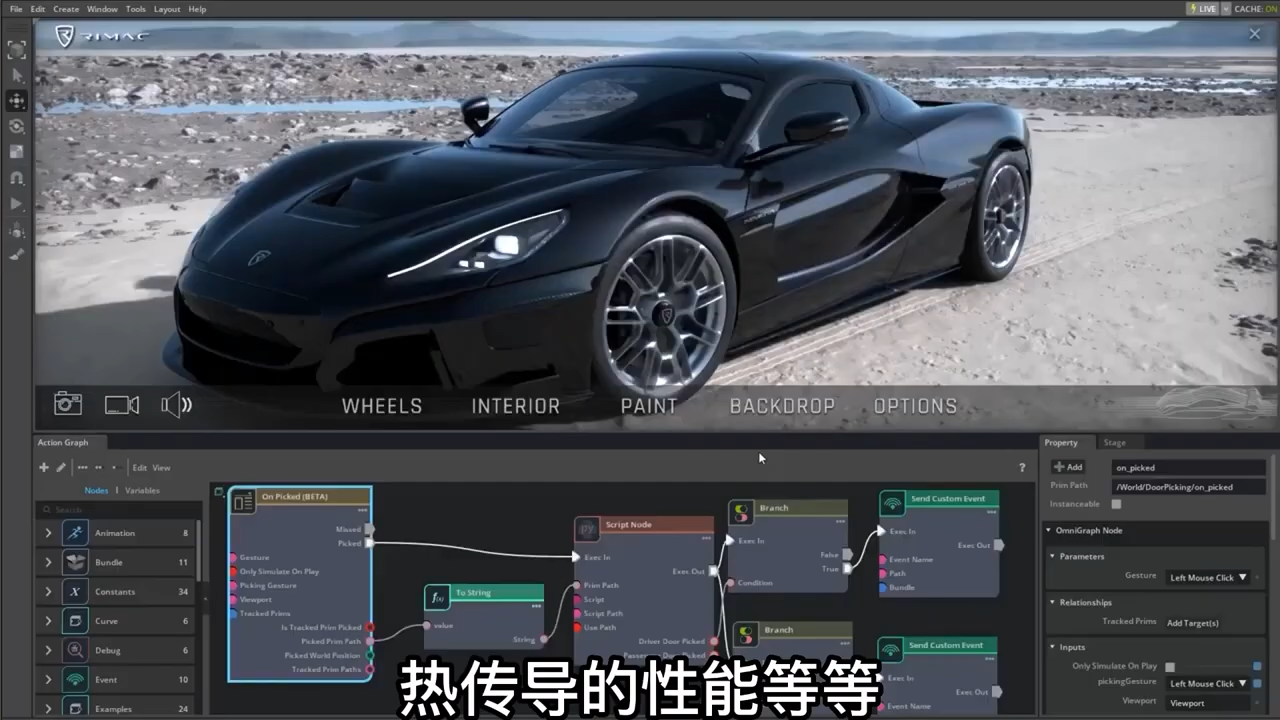 File Edit Create Window Tools Layout Help
LIVE CACHE: ON
RIMAC
WHEELS INTERIOR PAINT BACKDROP OPTIONS
Action Graph
Edit View
?
Nodes Variables
Search
Animation 8
Bundle 11
Constants 34
Curve 6
Debug 6
Event 10
Examples 24
On Picked (BETA)
Missed
Picked
Gesture
Only Simulate On Play
Picking Gesture
Viewport
Tracked Prims
Is Tracked Prim Picked
Picked Prim Path
Picked World Position
Tracked Prim Paths
To String
value
String
Script Node
Exec In
Exec Out
Prim Path
Script
Script Path
Use Path
Driver Door Picked
Branch
Exec In
False
True
Condition
Branch
Send Custom Event
Exec In
Exec Out
Event Name
Path
Bundle
Send Custom Event
Exec In
Exec Out
Event Name
Property Stage
Add on_picked
Prim Path /World/DoorPicking/on_picked
Instanceable
OmniGraph Node
Parameters
Gesture Left Mouse Click
Relationships
Tracked Prims Add Target(s)
Inputs
Only Simulate On Play
pickingGesture Left Mouse Click
Viewport Viewport
热传导的性能等等